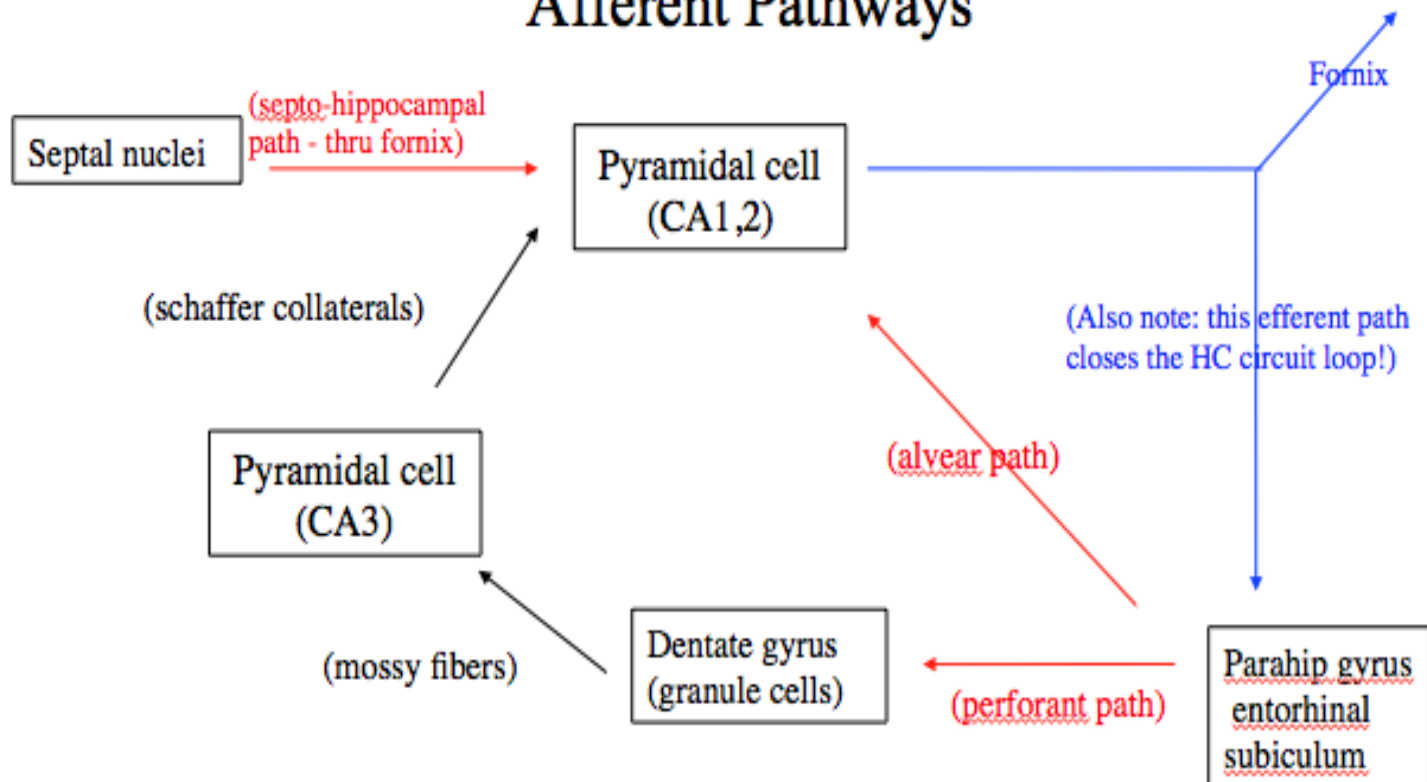 Afferent Pathways
Fornix
(septo-hippocampal
path - thru fornix)
Septal nuclei
Pyramidal cell
(CA1,2)
(schaffer collaterals)
(Also note: this efferent path
closes the HC circuit loop!)
(alvear path)
Pyramidal cell
(CA3)
Dentate gyrus
(granule cells)
(mossy fibers)
(perforant path)
Parahip gyrus
entorhinal
subiculum